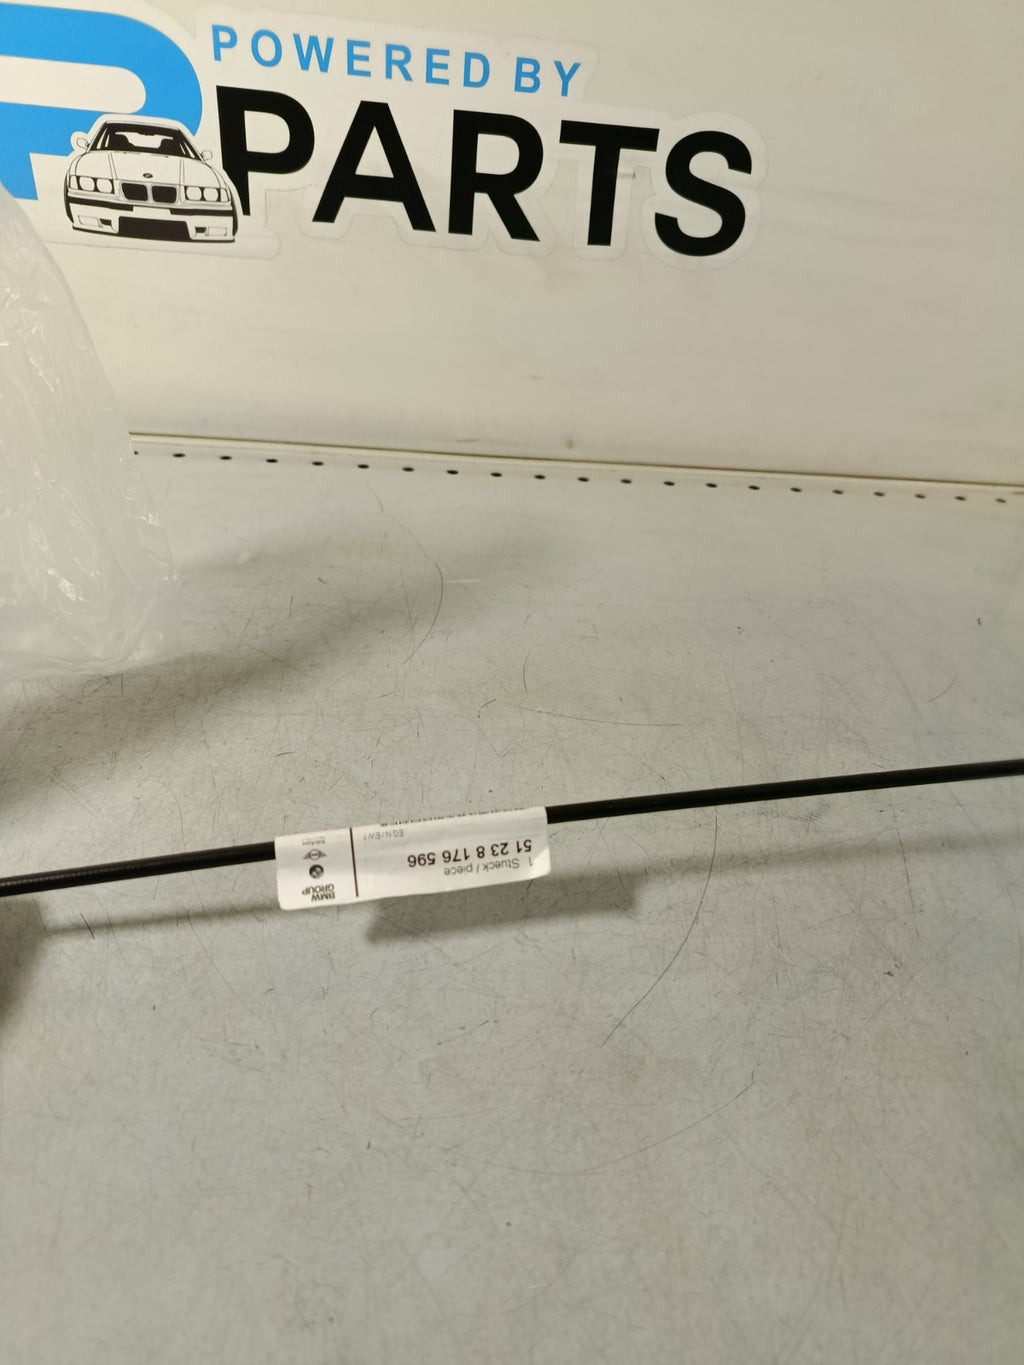 POWERED BY
PARTS
BMW
GROUP
1 Stueck / piece
51 23 8 176 596